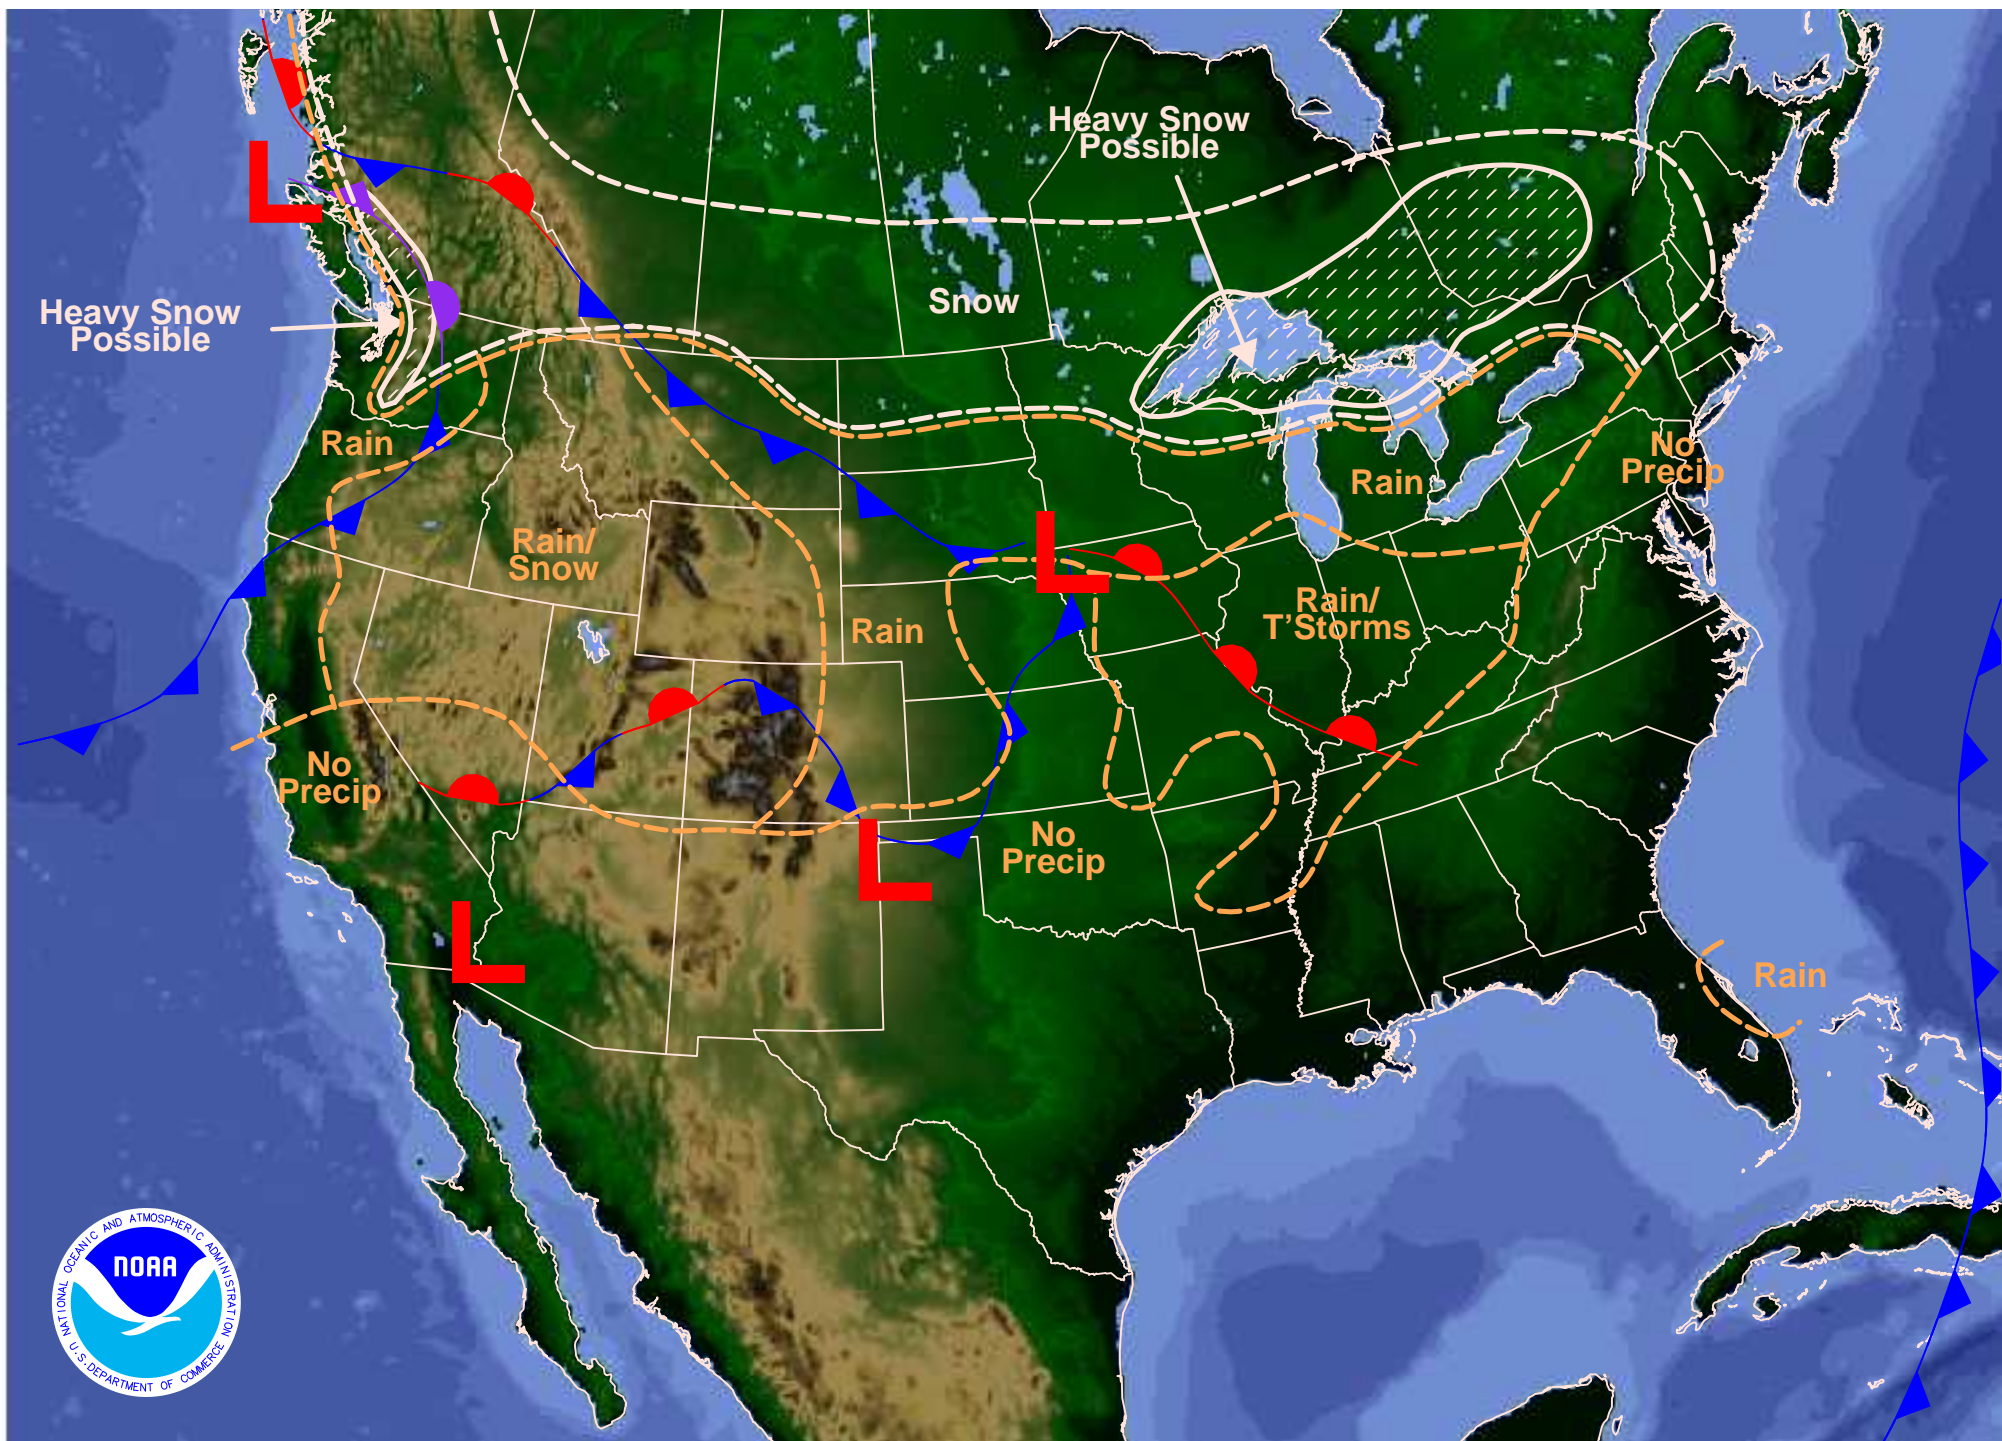 Heavy Snow
Possible
Snow
Heavy Snow
Possible
Rain
No
Precip
Rain
Rain/
Snow
Rain/
T'Storms
Rain
No
Precip
No
Precip
Rain
L
L
L
L
NATIONAL OCEANIC AND ATMOSPHERIC ADMINISTRATION
NOAA
U.S. DEPARTMENT OF COMMERCE